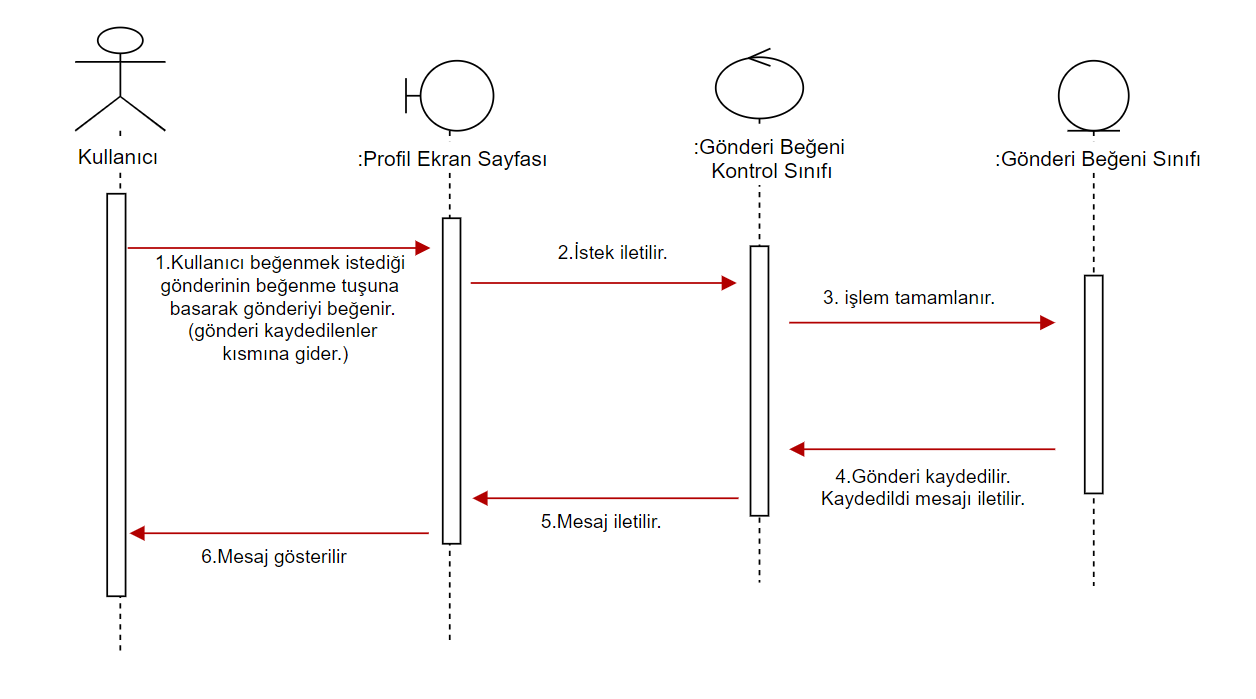 Kullanıcı
:Profil Ekran Sayfası
:Gönderi Beğeni
Kontrol Sınıfı
:Gönderi Beğeni Sınıfı
1.Kullanıcı beğenmek istediği
gönderinin beğenme tuşuna
basarak gönderiyi beğenir.
(gönderi kaydedilenler
kısmına gider.)
2.İstek iletilir.
3. işlem tamamlanır.
4.Gönderi kaydedilir.
Kaydedildi mesajı iletilir.
5.Mesaj iletilir.
6.Mesaj gösterilir